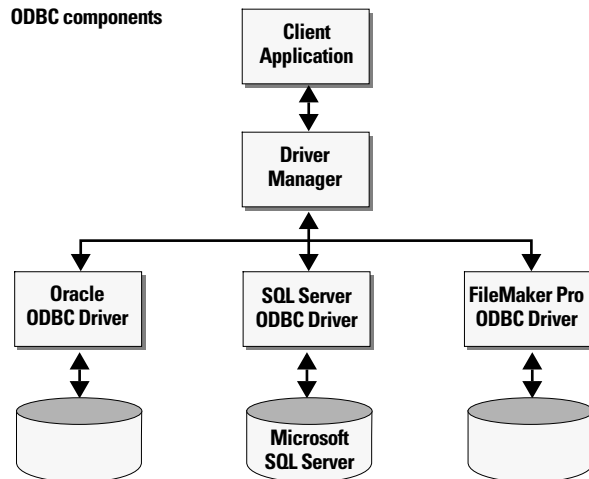 ODBC components
Client
Application
Driver
Manager
Oracle
ODBC Driver
SQL Server
ODBC Driver
FileMaker Pro
ODBC Driver
Microsoft
SQL Server